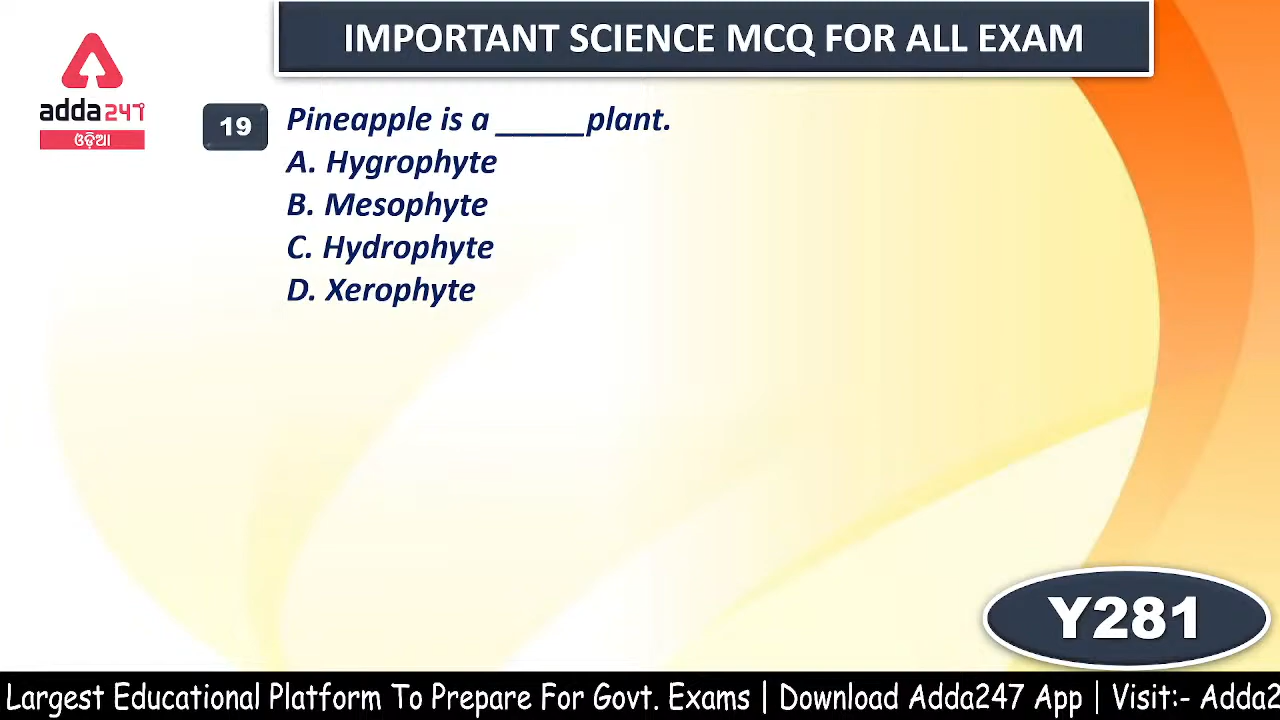 IMPORTANT SCIENCE MCQ FOR ALL EXAM
adda247
ଓଡ଼ିଆ
19
Pineapple is a _____plant.
A. Hygrophyte
B. Mesophyte
C. Hydrophyte
D. Xerophyte
Y281
Largest Educational Platform To Prepare For Govt. Exams | Download Adda247 App | Visit:- Adda2